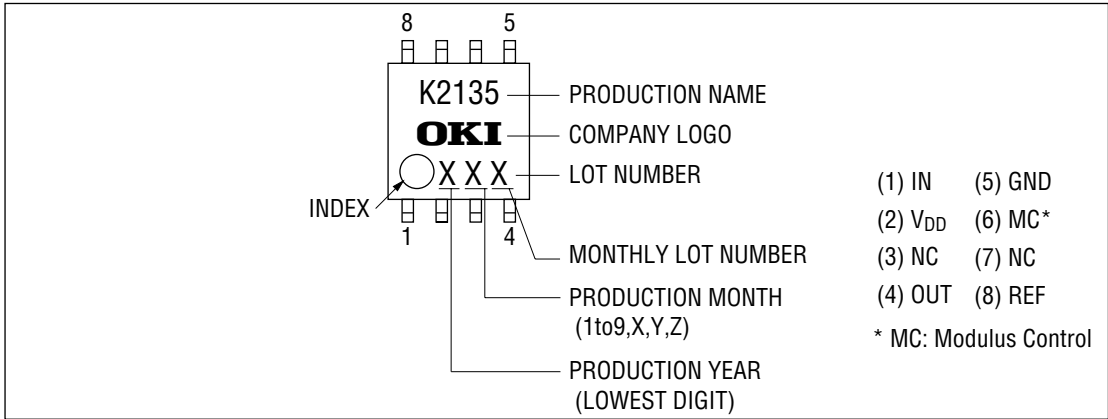 8 5
K2135
PRODUCTION NAME
OKI
COMPANY LOGO
XXX
LOT NUMBER
INDEX
1 4
MONTHLY LOT NUMBER
PRODUCTION MONTH
(1to9,X,Y,Z)
PRODUCTION YEAR
(LOWEST DIGIT)
(1) IN (5) GND
(2) VDD (6) MC*
(3) NC (7) NC
(4) OUT (8) REF
* MC: Modulus Control